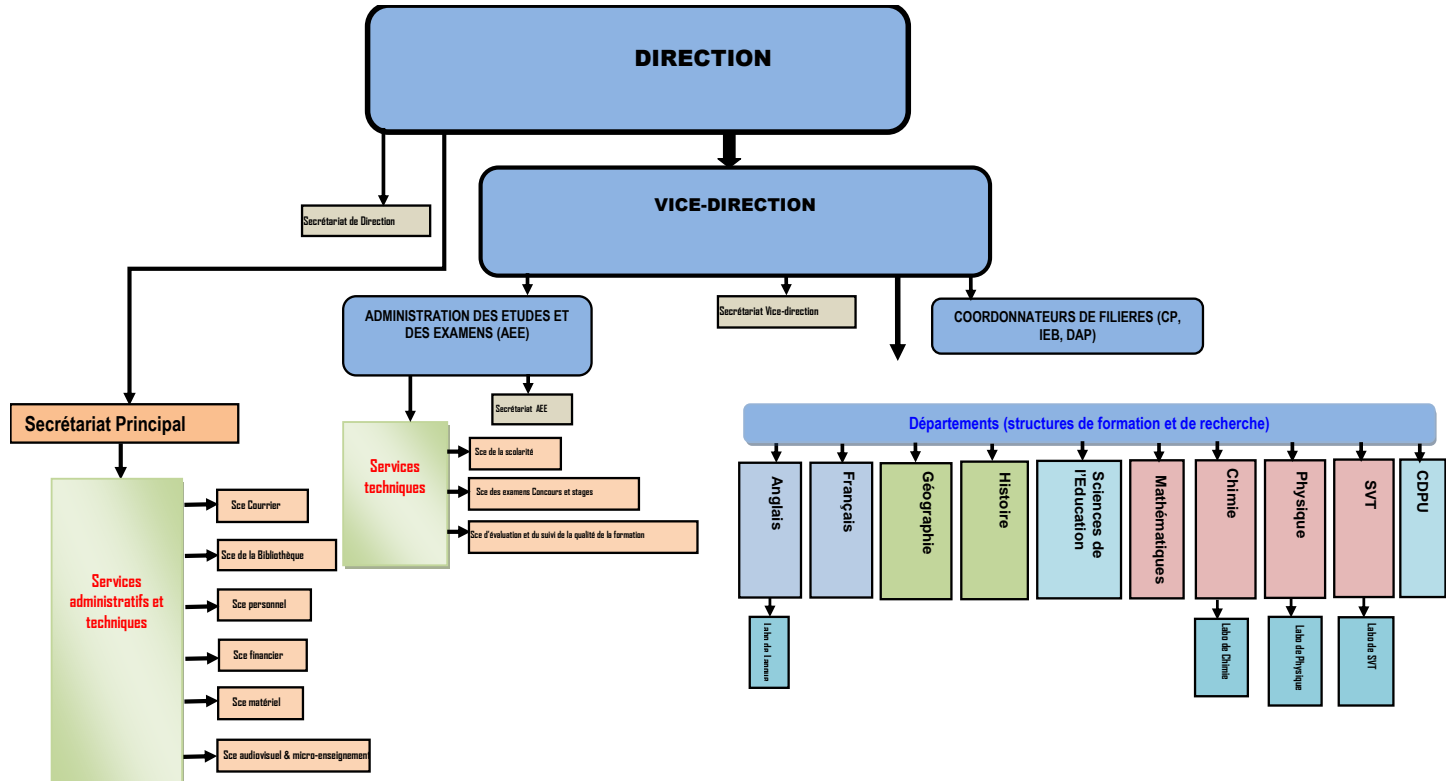 DIRECTION
Secrétariat de Direction
VICE-DIRECTION
ADMINISTRATION DES ETUDES ET
DES EXAMENS (AEE)
Secrétariat Vice-direction
COORDONNATEURS DE FILIERES (CP,
IEB, DAP)
Secrétariat AEE
Secrétariat Principal
Services
techniques
Sce de la scolarité
Sce des examens Concours et stages
Sce d'évaluation et du suivi de la qualité de la formation
Services
administratifs et
techniques
Sce Courrier
Sce de la Bibliothèque
Sce personnel
Sce financier
Sce matériel
Sce audiovisuel & micro-enseignement
Départements (structures de formation et de recherche)
Anglais
Français
Géographie
Histoire
Sciences de
l'Education
Mathématiques
Chimie
Physique
SVT
CDPU
Labo de Chimie
Labo de Physique
Labo de SVT